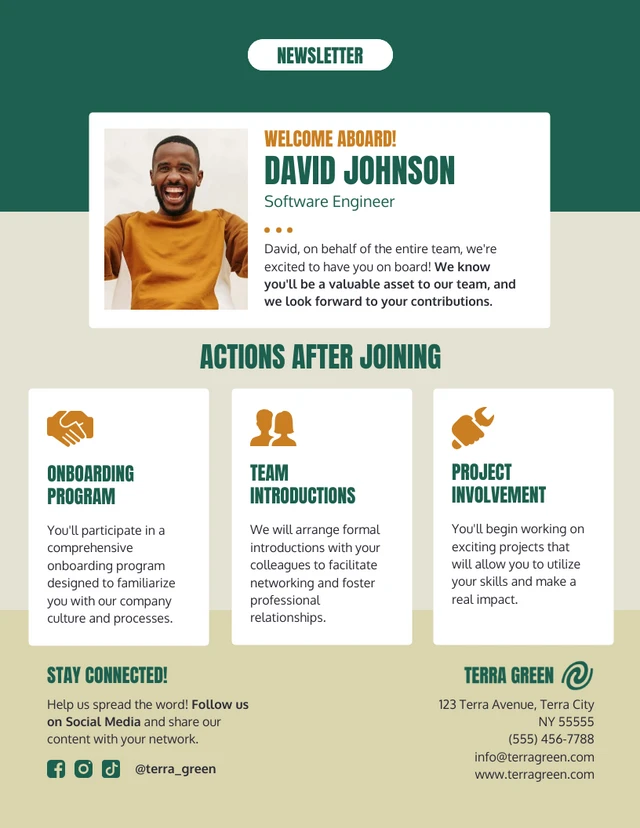 NEWSLETTER
WELCOME ABOARD!
DAVID JOHNSON
Software Engineer
David, on behalf of the entire team, we're
excited to have you on board! We know
you'll be a valuable asset to our team, and
we look forward to your contributions.
ACTIONS AFTER JOINING
ONBOARDING
PROGRAM
You'll participate in a
comprehensive
onboarding program
designed to familiarize
you with our company
culture and processes.
TEAM
INTRODUCTIONS
We will arrange formal
introductions with your
colleagues to facilitate
networking and foster
professional
relationships.
PROJECT
INVOLVEMENT
You'll begin working on
exciting projects that
will allow you to utilize
your skills and make a
real impact.
STAY CONNECTED!
Help us spread the word! Follow us
on Social Media and share our
content with your network.
@terra_green
TERRA GREEN
123 Terra Avenue, Terra City
NY 55555
(555) 456-7788
info@terragreen.com
www.terragreen.com